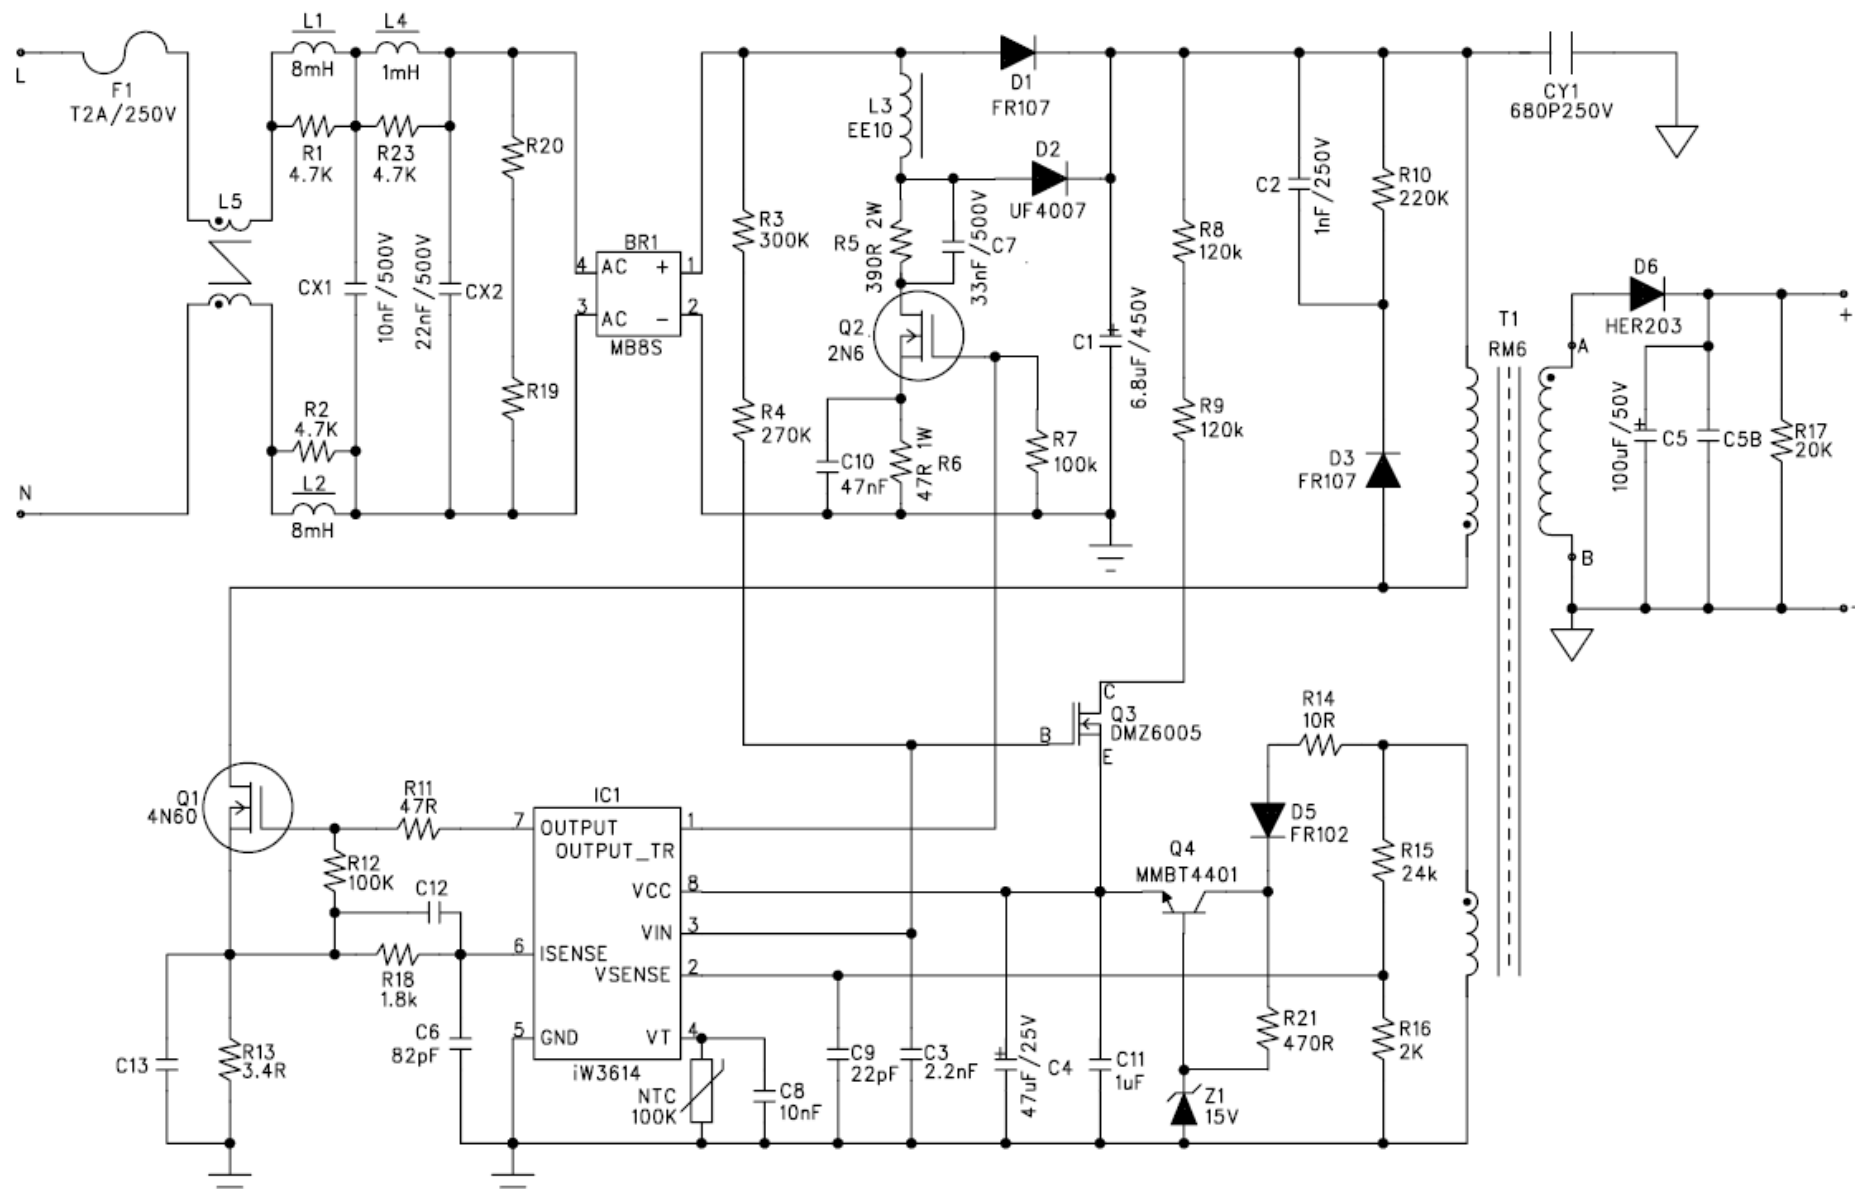 L
F1
T2A/250V
L1
8mH
L4
1mH
R1
4.7K
R23
4.7K
L5
CX1
10nF/500V
22nF/500V
CX2
R20
R19
R2
4.7K
L2
8mH
N
BR1
4 AC + 1
3 AC - 2
MB8S
R3
300K
R4
270K
L3
EE10
D1
FR107
D2
UF4007
R5
390R 2W
33nF/500V
C7
Q2
2N6
C10
47nF
47R 1W
R6
R7
100k
C1
+
6.8uF/450V
R8
120k
R9
120k
C2
1nF/250V
R10
220K
D3
FR107
CY1
680P250V
T1
RM6
A
B
D6
HER203
+
100uF/50V
+
C5
C5B
R17
20K
-
C
Q3
DMZ6005
B
E
R14
10R
D5
FR102
R15
24k
R16
2K
Q4
MMBT4401
R21
470R
Z1
15V
Q1
4N60
R11
47R
R12
100K
C12
R18
1.8k
C6
82pF
C13
R13
3.4R
IC1
7 OUTPUT
OUTPUT_TR 1
VCC 8
VIN 3
6 ISENSE
VSENSE 2
5 GND
VT 4
iW3614
NTC
100K
C8
10nF
C9
22pF
C3
2.2nF
+
47uF/25V
C4
C11
1uF